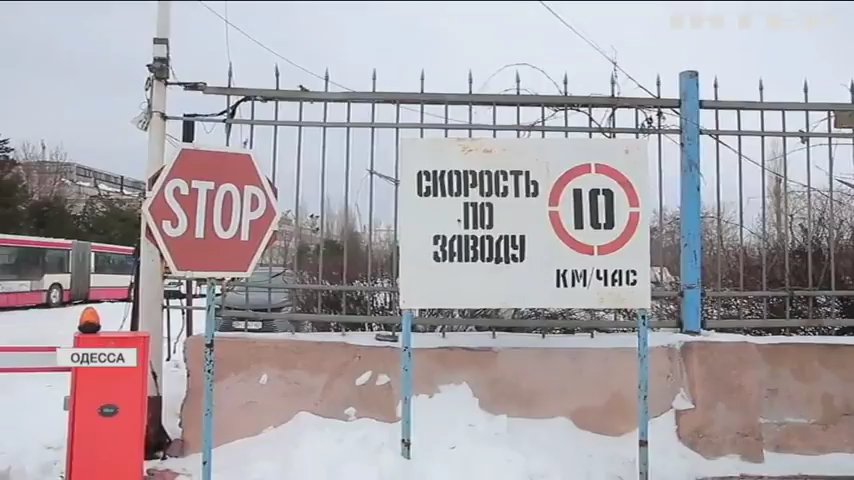 STOP
СКОРОСТЬ
ПО
ЗАВОДУ
10
КМ/ЧАС
ОДЕССА